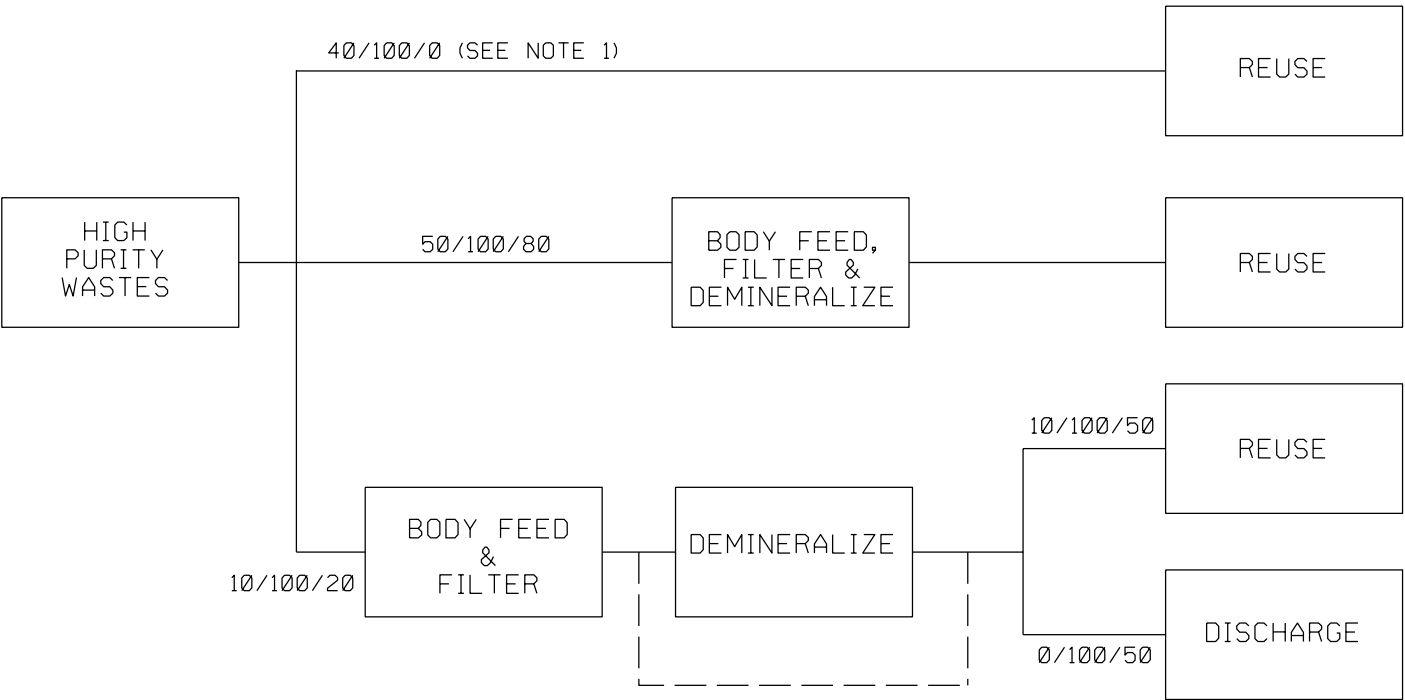 40/100/0 (SEE NOTE 1)
REUSE
HIGH
PURITY
WASTES
50/100/80
BODY FEED,
FILTER &
DEMINERALIZE
REUSE
10/100/20
BODY FEED
&
FILTER
DEMINERALIZE
10/100/50
REUSE
0/100/50
DISCHARGE